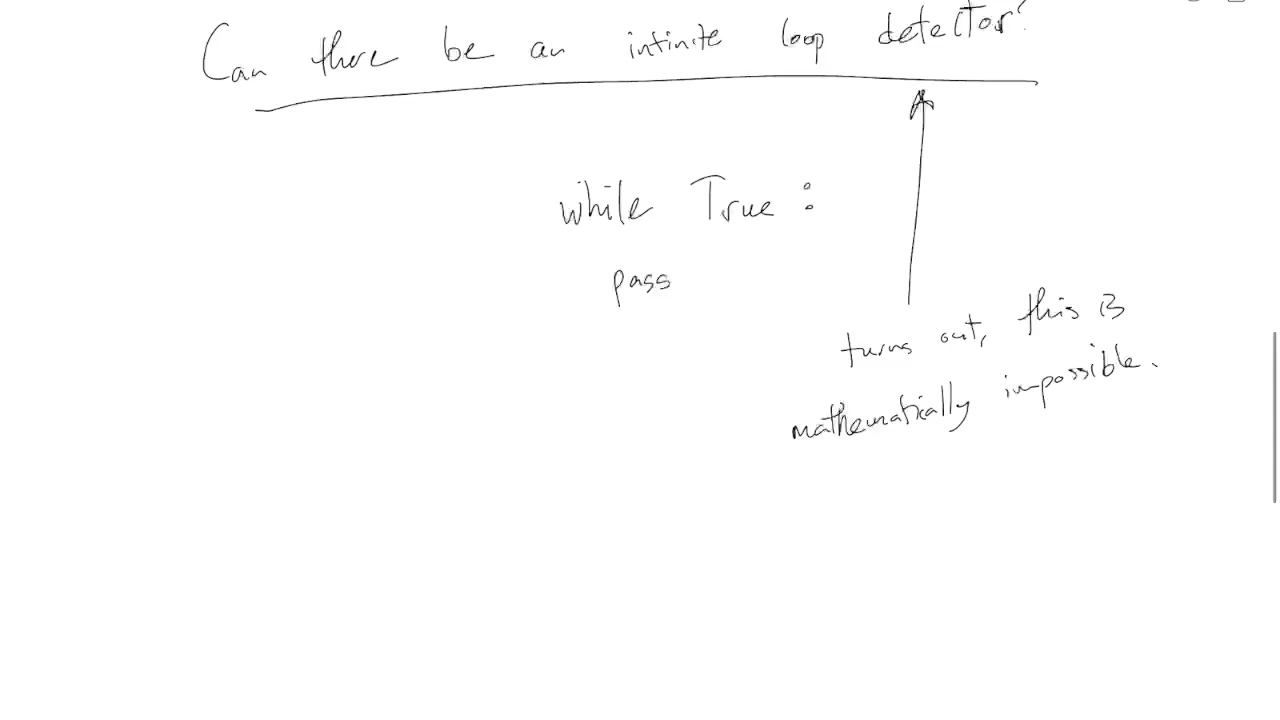 Can there be an infinite loop detector?
while True:
pass
turns out, this is
mathematically impossible.